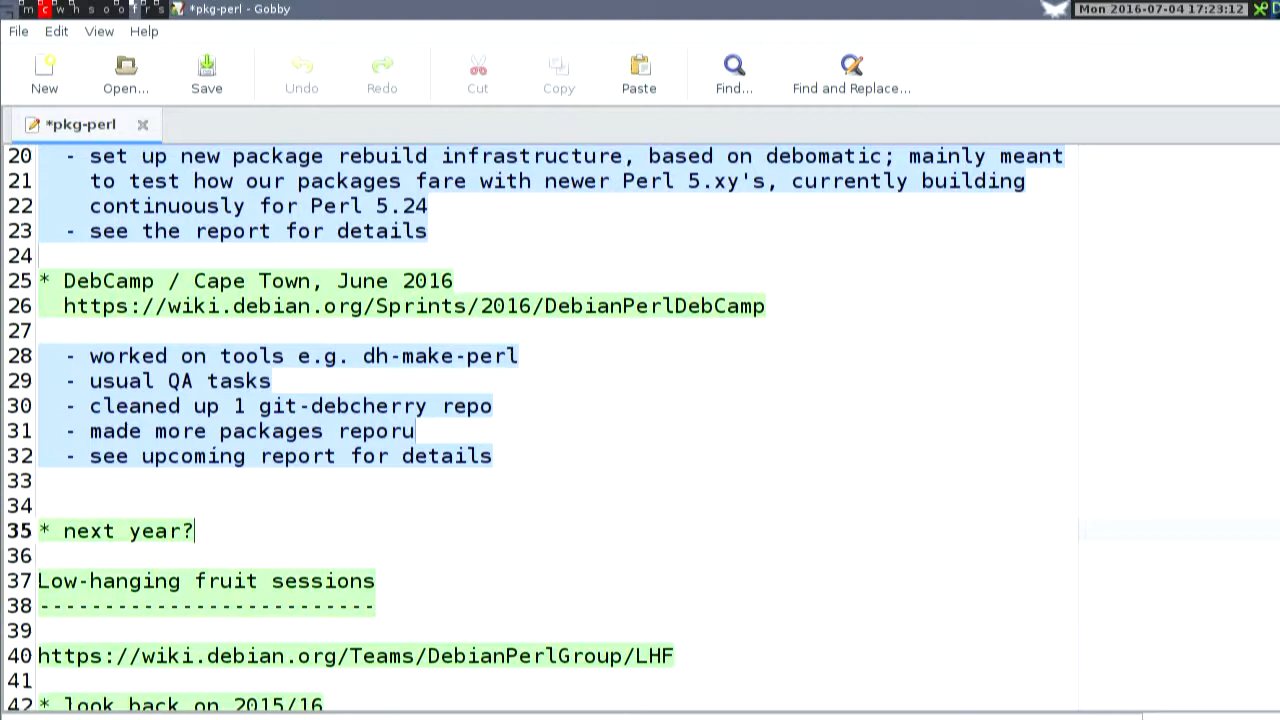 m c w h s o o f r s *pkg-perl - Gobby Mon 2016-07-04 17:23:12
File Edit View Help
New Open... Save Undo Redo Cut Copy Paste Find... Find and Replace...
*pkg-perl
20 - set up new package rebuild infrastructure, based on debomatic; mainly meant
21 to test how our packages fare with newer Perl 5.xy's, currently building
22 continuously for Perl 5.24
23 - see the report for details
24
25 * DebCamp / Cape Town, June 2016
26 https://wiki.debian.org/Sprints/2016/DebianPerlDebCamp
27
28 - worked on tools e.g. dh-make-perl
29 - usual QA tasks
30 - cleaned up 1 git-debcherry repo
31 - made more packages reporu
32 - see upcoming report for details
33
34
35 * next year?
36
37 Low-hanging fruit sessions
38 --------------------------
39
40 https://wiki.debian.org/Teams/DebianPerlGroup/LHF
41
42 * look back on 2015/16